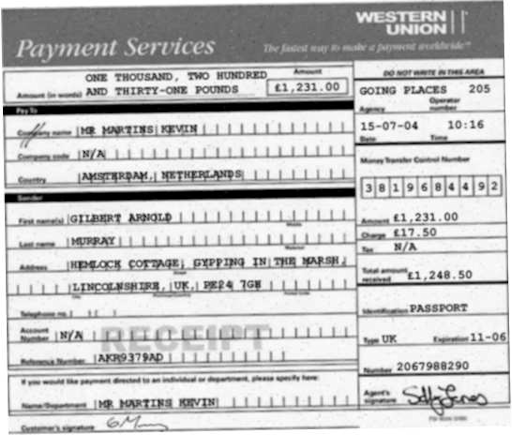 WESTERN
UNION
Payment Services
The fastest way to make a payment worldwide
Amount (in words) ONE THOUSAND, TWO HUNDRED
AND THIRTY-ONE POUNDS
Amount
£1,231.00
Pay To
Company name MR MARTINS KEVIN
Company code N/A
Country AMSTERDAM, NETHERLANDS
Sender
First name(s) GILBERT ARNOLD
Last name MURRAY
Address HEMLOCK COTTAGE, GYPPING IN THE MARSH,
LINCOLNSHIRE, UK, PE24 7GH
Telephone no.
Account Number N/A
RECEIPT
Reference Number AKR9379AD
If you would like payment directed to an individual or department, please specify here:
Name/Department MR MARTINS KEVIN
Customer's signature
DO NOT WRITE IN THIS AREA
GOING PLACES 205
Agency Operator number
15-07-04 10:16
Date Time
Money Transfer Control Number
3819684492
Amount £1,231.00
Charge £17.50
Tax N/A
Total amount received £1,248.50
Identification PASSPORT
Type UK Expiration 11-06
Number 2067988290
Agent's signature